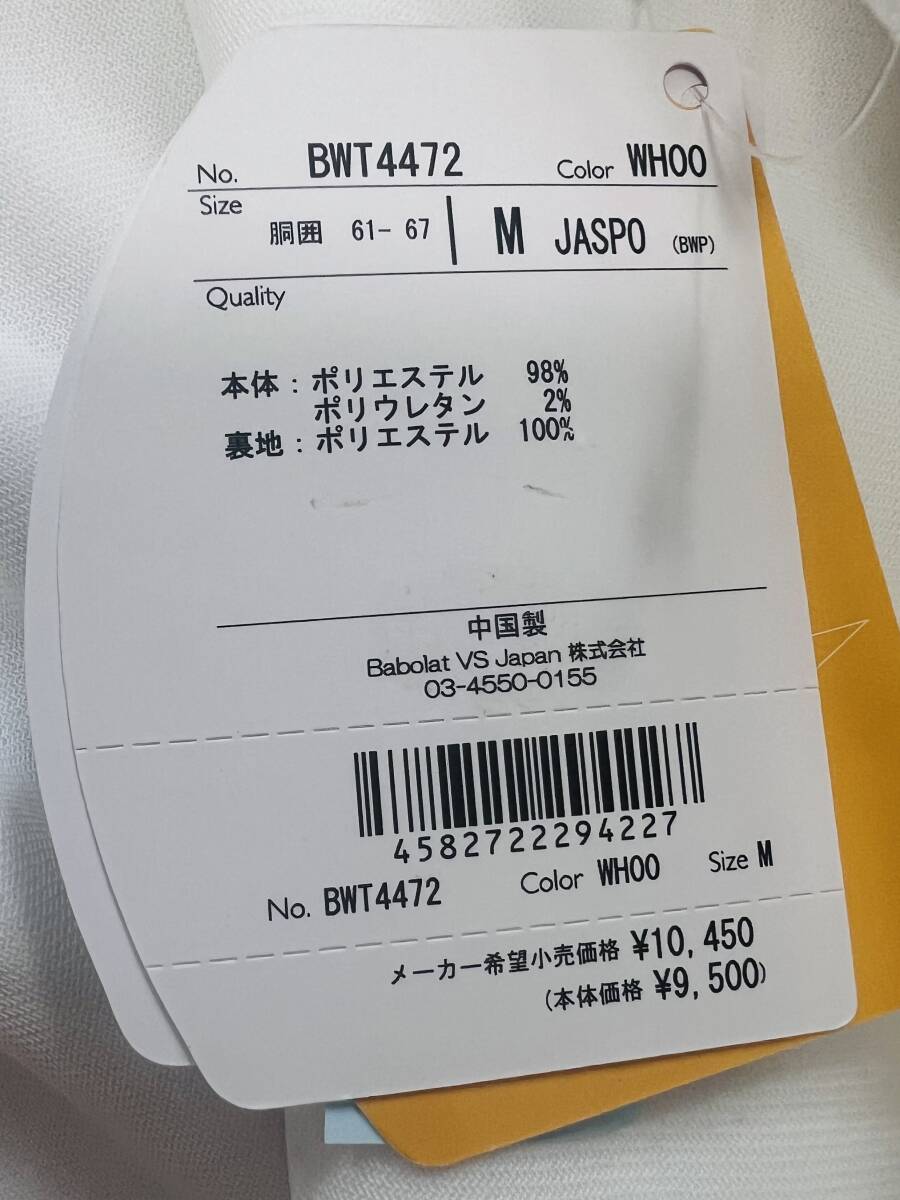 No. BWT4472 Color WH00
Size 胴囲 61- 67 M JASPO (BWP)
Quality
本体：ポリエステル 98%
ポリウレタン 2%
裏地：ポリエステル 100%
中国製
Babolat VS Japan 株式会社
03-4550-0155
4582722294227
No. BWT4472 Color WH00 Size M
メーカー希望小売価格 ¥10,450
(本体価格 ¥9,500)